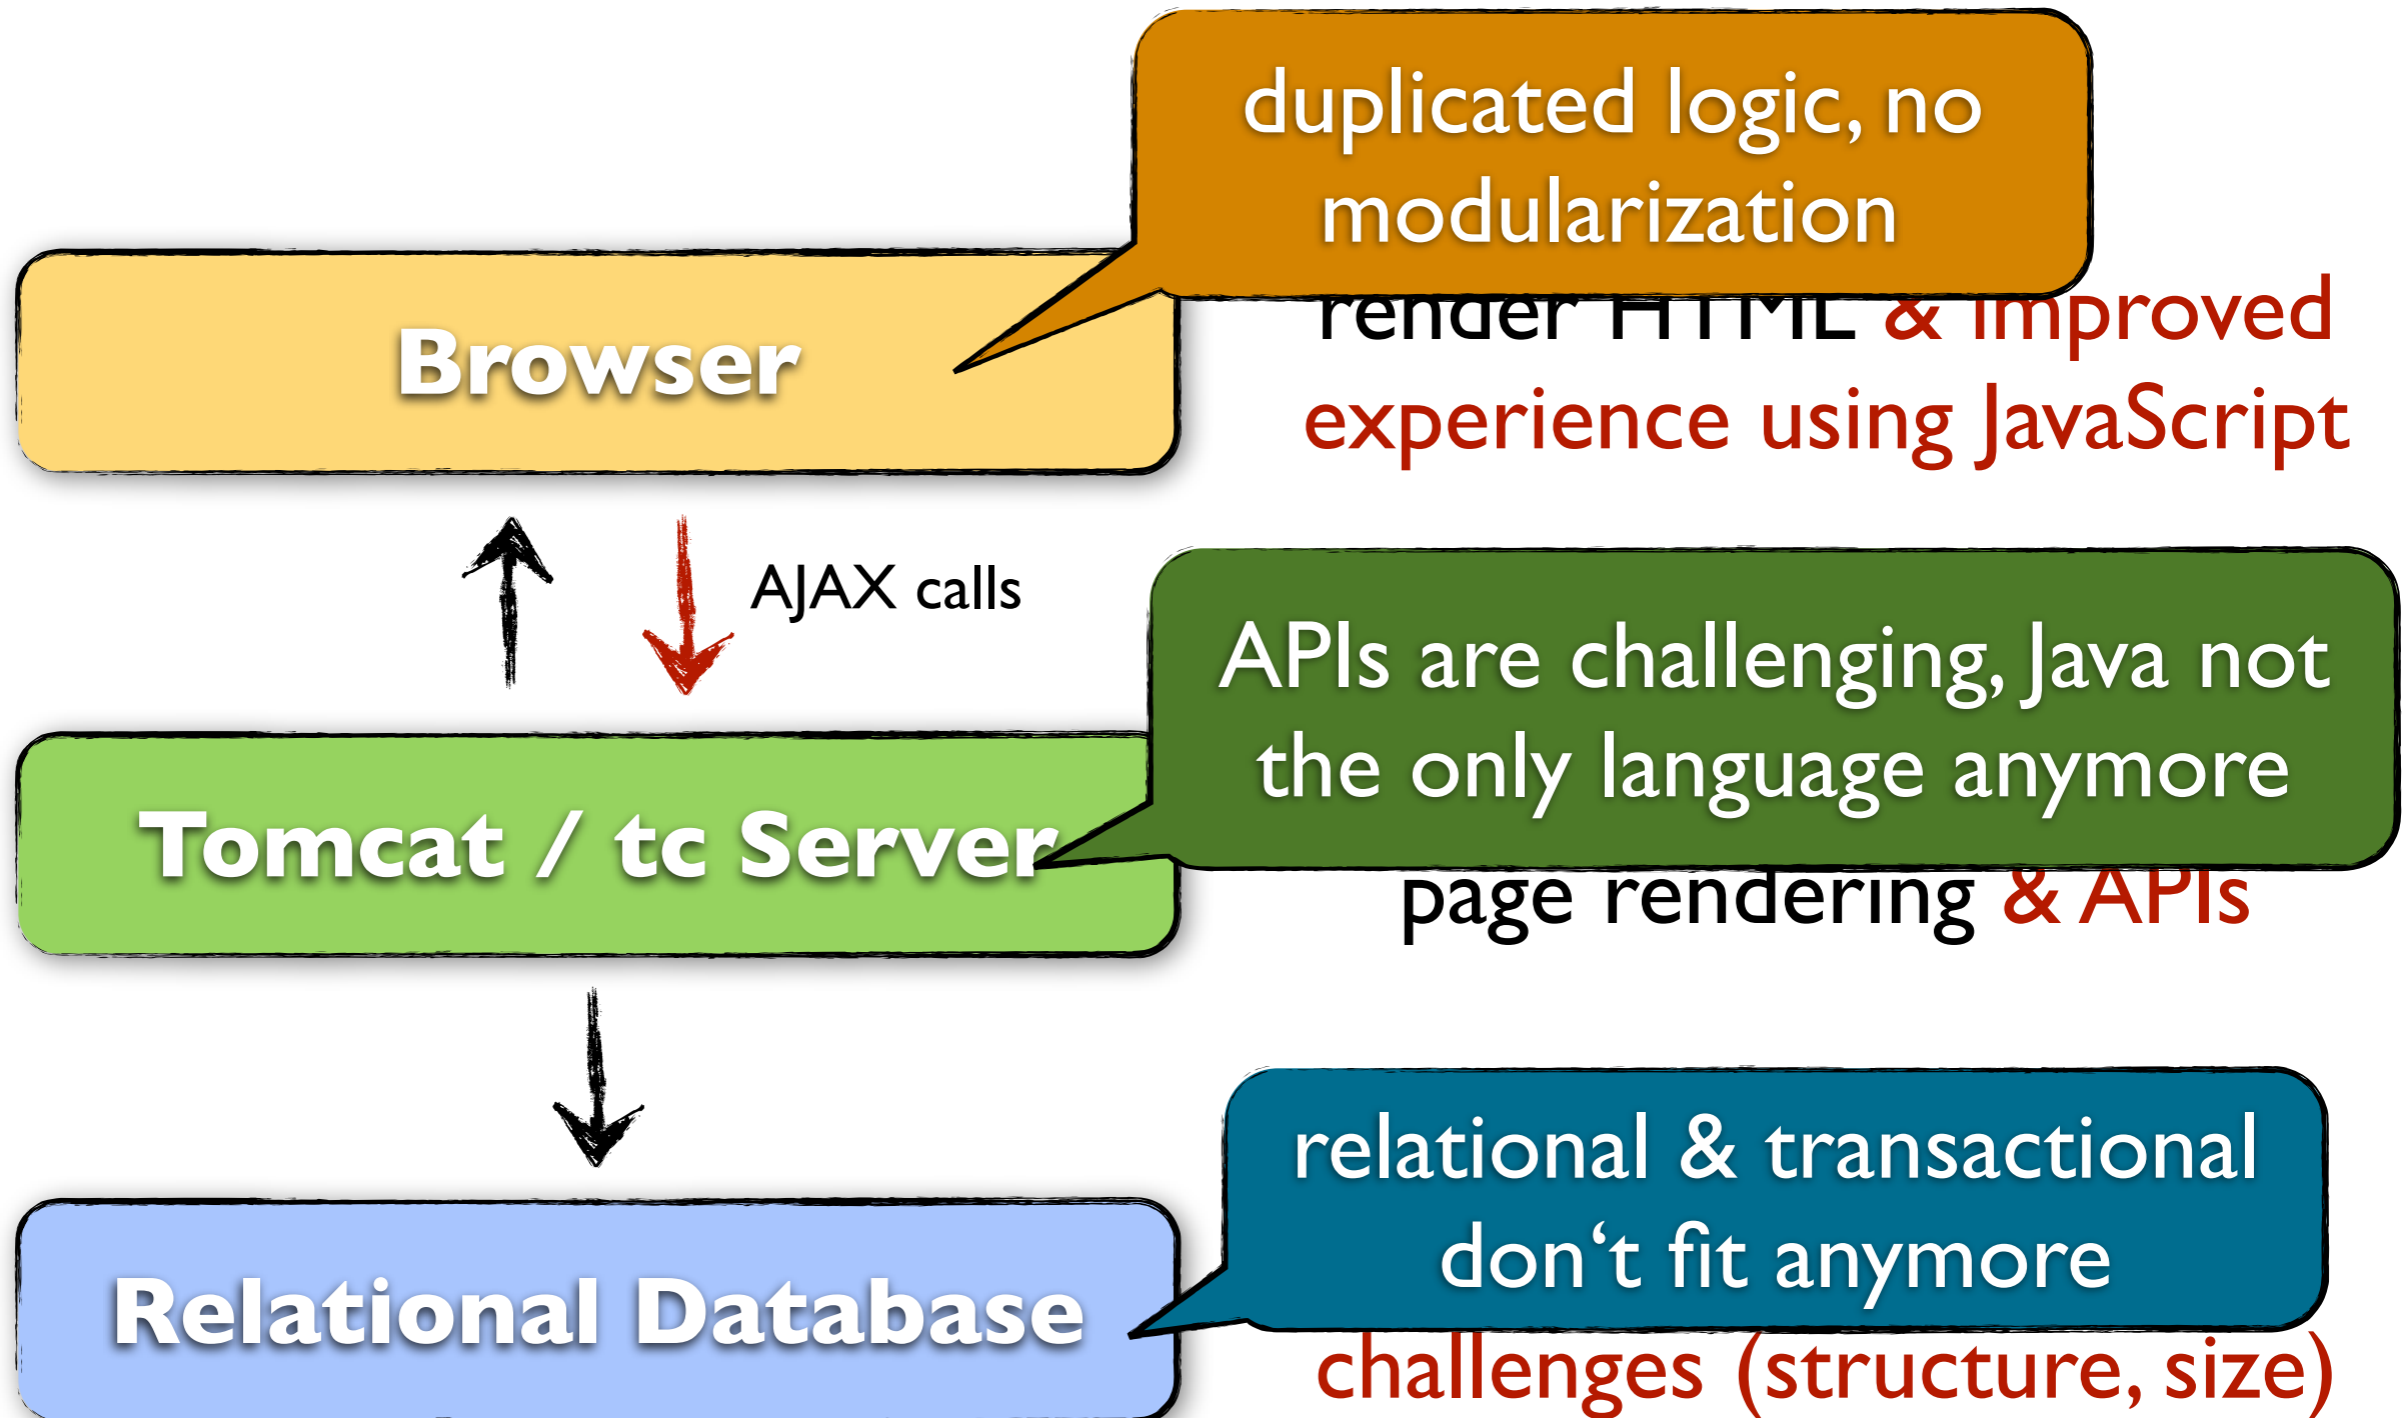 duplicated logic, no
modularization
Browser
render HTML & improved
experience using JavaScript
AJAX calls
APIs are challenging, Java not
the only language anymore
Tomcat / tc Server
page rendering & APIs
relational & transactional
don‘t fit anymore
Relational Database
challenges (structure, size)